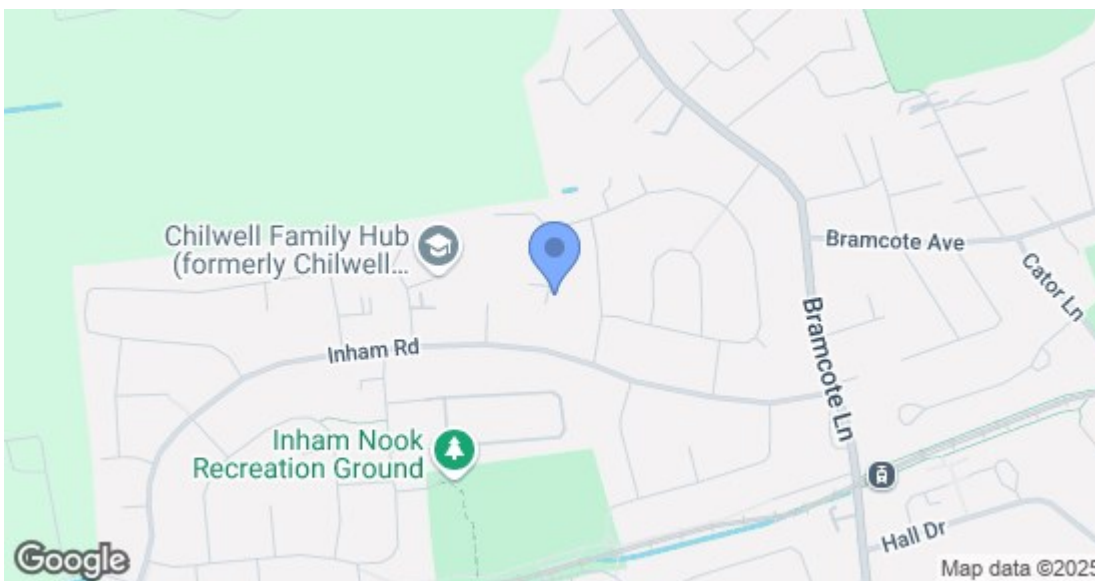 Chilwell Family Hub
(formerly Chilwell...
Bramcote Ave
Cator Ln
Inham Rd
Bramcote Ln
Inham Nook
Recreation Ground
Hall Dr
Google
Map data ©2025